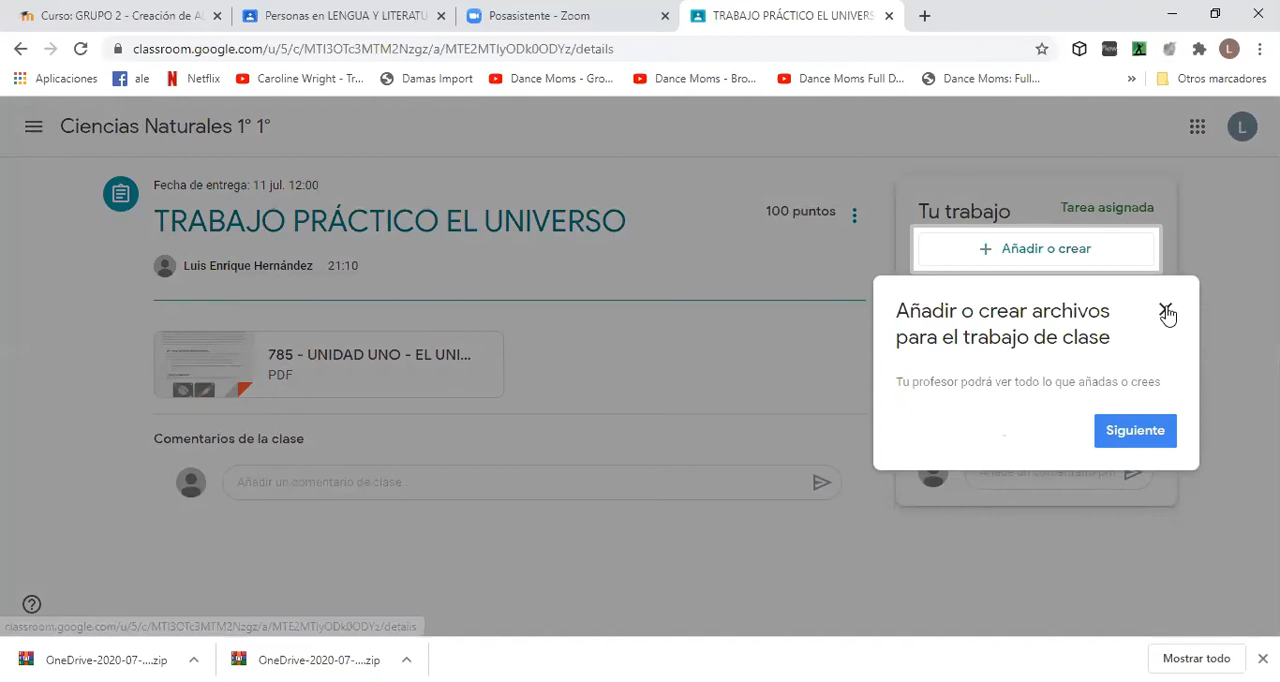 Curso: GRUPO 2 - Creación de AU
Personas en LENGUA Y LITERATU
Posasistente - Zoom
TRABAJO PRÁCTICO EL UNIVERS
classroom.google.com/u/5/c/MTI3OTc3MTM2Nzgz/a/MTE2MTIyODk0ODYz/details
L
Aplicaciones
ale
Netflix
Caroline Wright - Tr...
Damas Import
Dance Moms - Gro...
Dance Moms - Bro...
Dance Moms Full D...
Dance Moms: Full...
»
Otros marcadores
Ciencias Naturales 1° 1°
L
Fecha de entrega: 11 jul. 12:00
TRABAJO PRÁCTICO EL UNIVERSO
100 puntos
Luis Enrique Hernández 21:10
785 - UNIDAD UNO - EL UNI...
PDF
Comentarios de la clase
Añadir un comentario de clase...
Tu trabajo
Tarea asignada
+ Añadir o crear
Añadir o crear archivos
para el trabajo de clase
Tu profesor podrá ver todo lo que añadas o crees
Siguiente
classroom.google.com/u/5/c/MTI3OTc3MTM2Nzgz/a/MTE2MTIyODk0ODYz/details
OneDrive-2020-07-....zip
OneDrive-2020-07-....zip
Mostrar todo